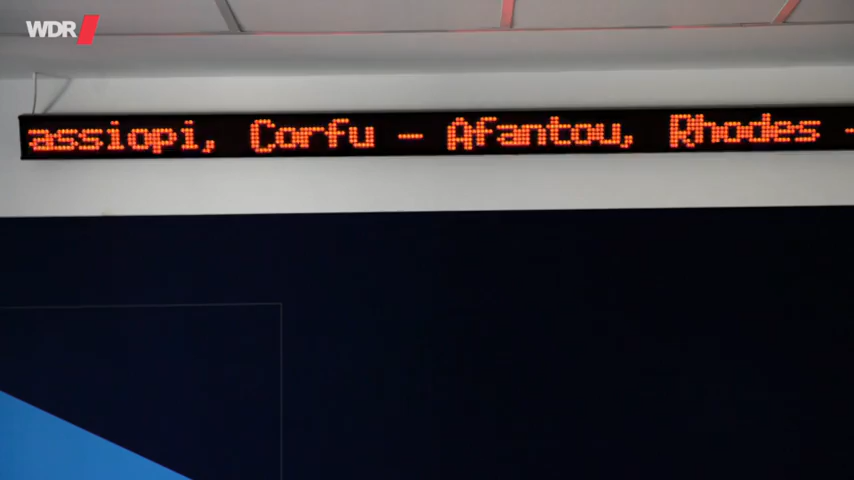 WDR
assiopi, Corfu - Afantou, Rhodes -